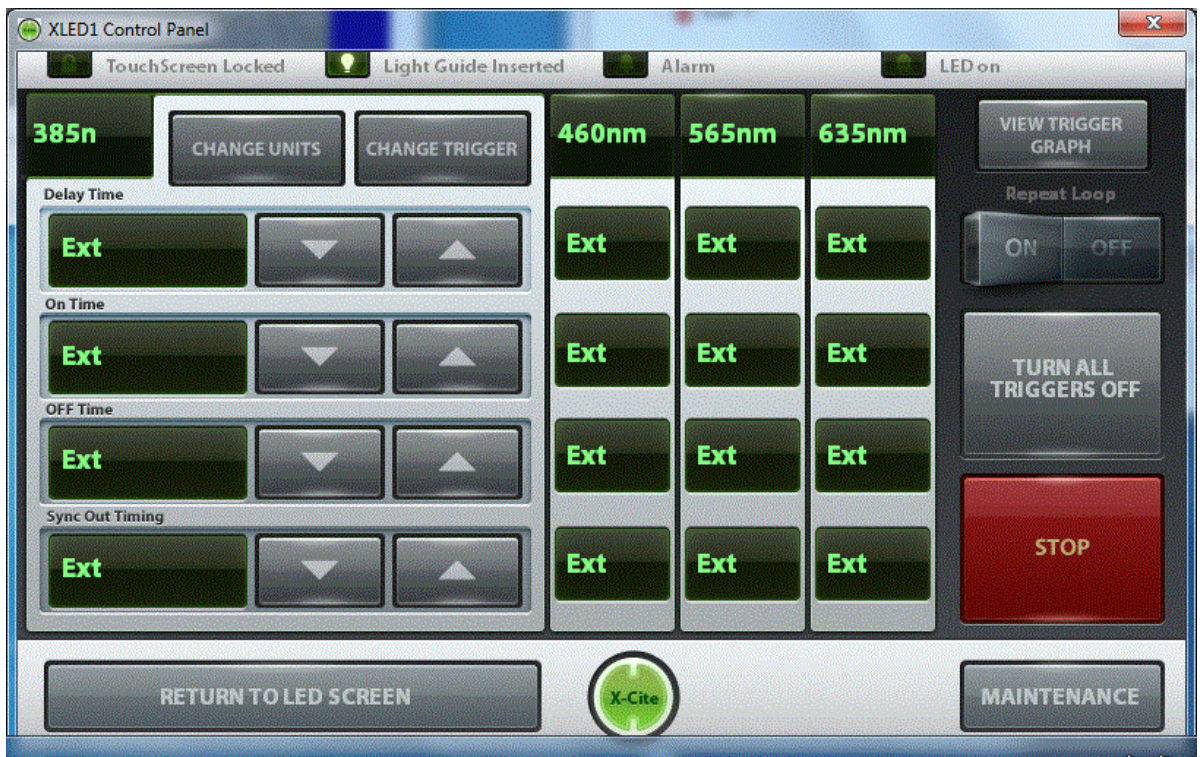 XLED1 Control Panel
TouchScreen Locked
Light Guide Inserted
Alarm
LED on
385n
CHANGE UNITS
CHANGE TRIGGER
460nm
565nm
635nm
VIEW TRIGGER
GRAPH
Delay Time
Repeat Loop
Ext
Ext
Ext
Ext
ON
OFF
On Time
Ext
Ext
Ext
Ext
TURN ALL
TRIGGERS OFF
OFF Time
Ext
Ext
Ext
Ext
Sync Out Timing
Ext
Ext
Ext
Ext
STOP
RETURN TO LED SCREEN
X-Cite
MAINTENANCE